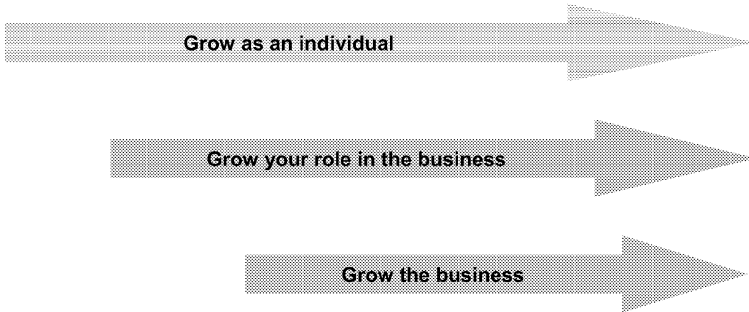 Grow as an individual
Grow your role in the business
Grow the business